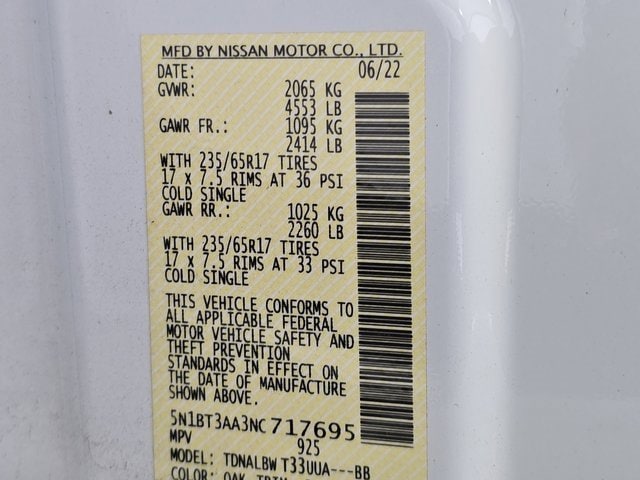 MFD BY NISSAN MOTOR CO., LTD.
DATE: 06/22
GVWR: 2065 KG
4553 LB
GAWR FR.: 1095 KG
2414 LB
WITH 235/65R17 TIRES
17 x 7.5 RIMS AT 36 PSI
COLD SINGLE
GAWR RR.: 1025 KG
2260 LB
WITH 235/65R17 TIRES
17 x 7.5 RIMS AT 33 PSI
COLD SINGLE
THIS VEHICLE CONFORMS TO
ALL APPLICABLE FEDERAL
MOTOR VEHICLE SAFETY AND
THEFT PREVENTION
STANDARDS IN EFFECT ON
THE DATE OF MANUFACTURE
SHOWN ABOVE.
5N1BT3AA3NC717695
MPV 925
MODEL: TDNALBW T33UUA---BB
COLOR: QAK TRIM